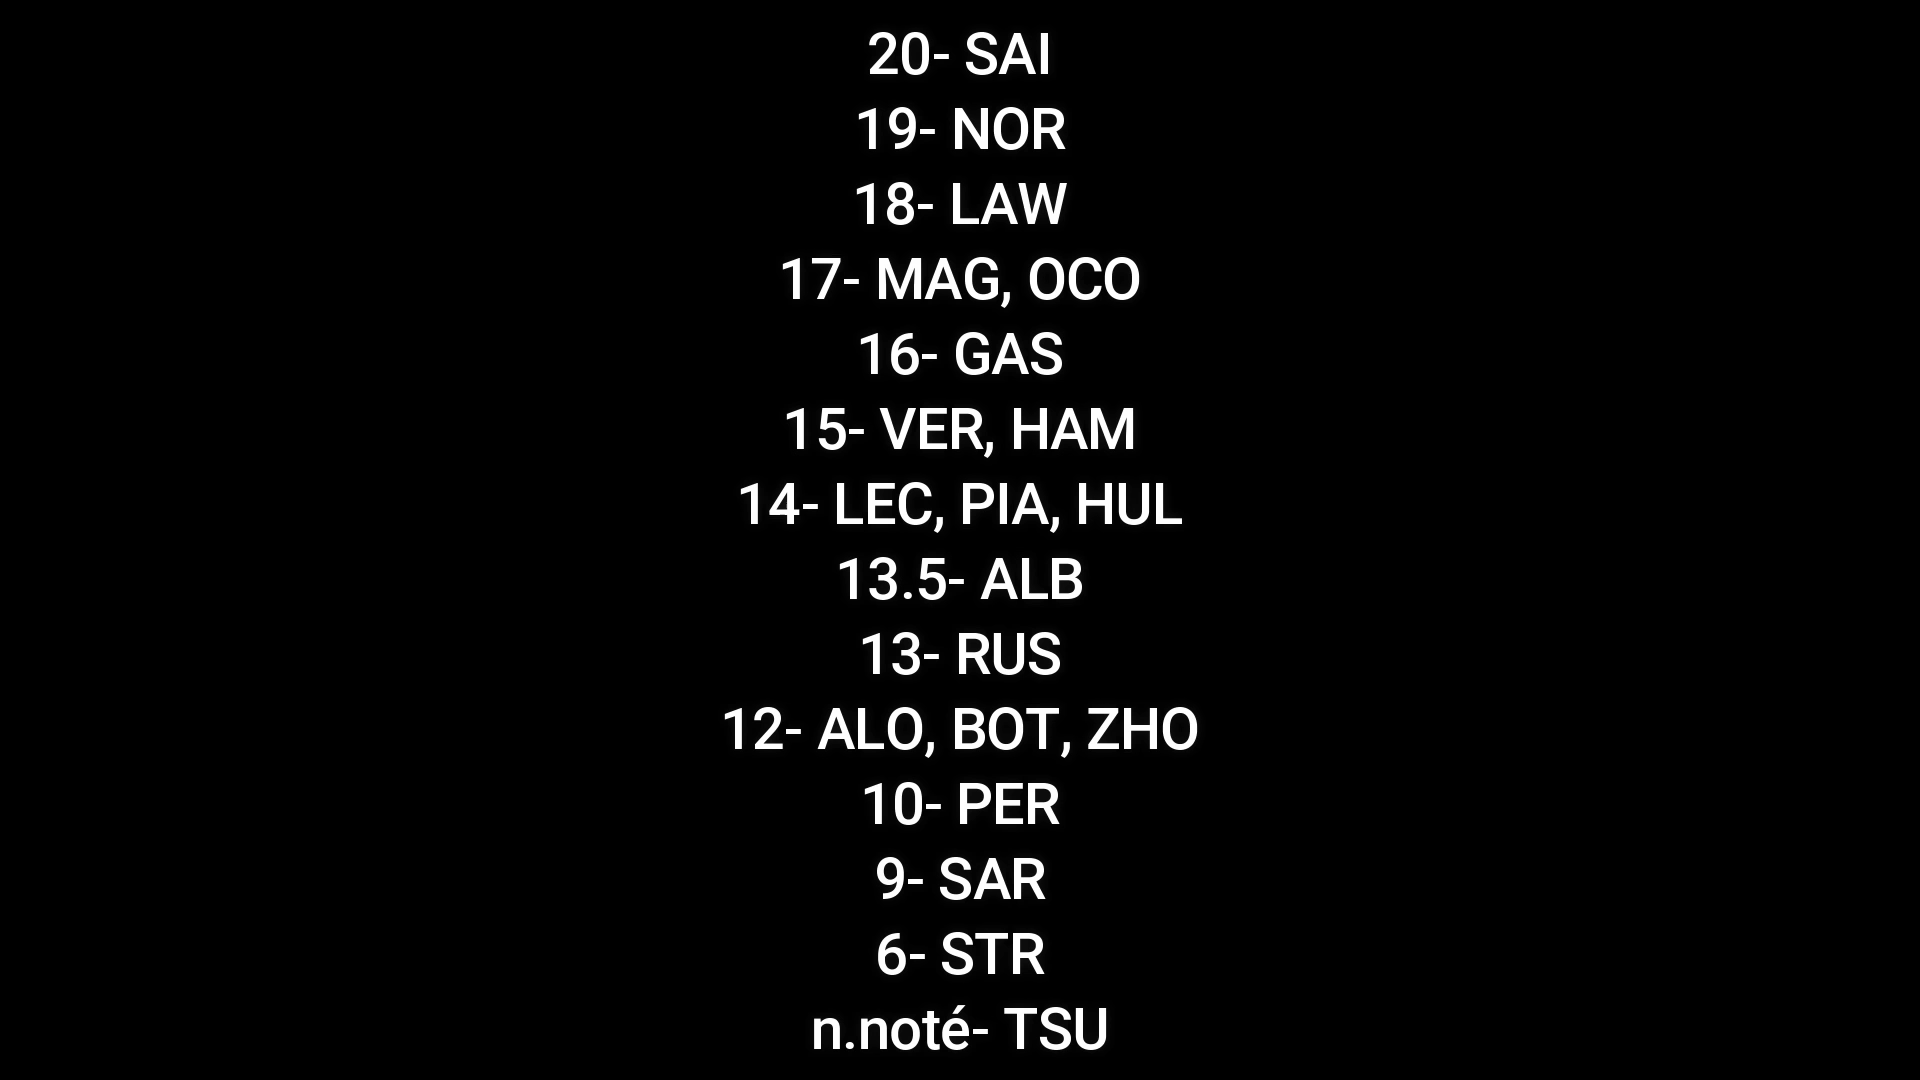 20- SAI
19- NOR
18- LAW
17- MAG, OCO
16- GAS
15- VER, HAM
14- LEC, PIA, HUL
13.5- ALB
13- RUS
12- ALO, BOT, ZHO
10- PER
9- SAR
6- STR
n.noté- TSU